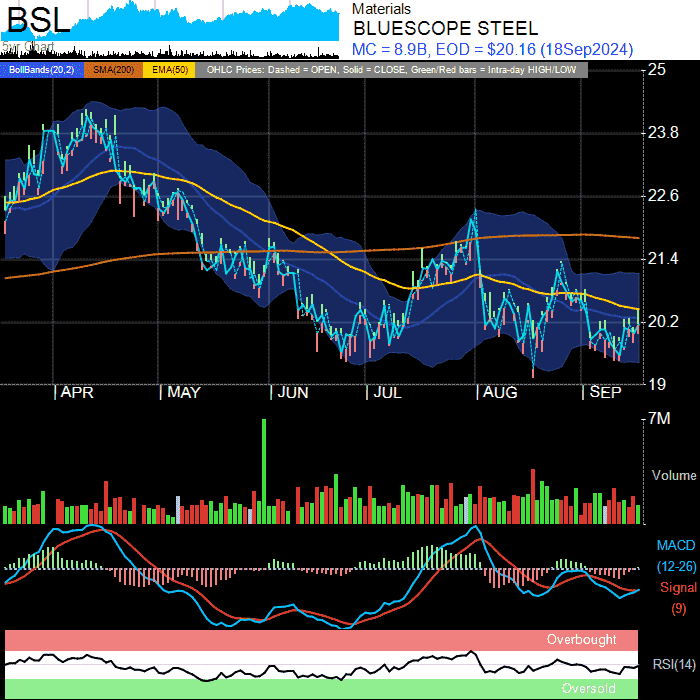 BSL
Materials
BLUESCOPE STEEL
MC = 8.9B, EOD = $20.16 (18Sep2024)
BollBands(20,2) SMA(200) EMA(50) OHLC Prices: Dashed = OPEN, Solid = CLOSE, Green/Red bars = Intra-day HIGH/LOW
25
23.8
22.6
21.4
20.2
19
APR MAY JUN JUL AUG SEP
7M
Volume
MACD
(12-26)
Signal
(9)
Overbought
RSI(14)
Oversold